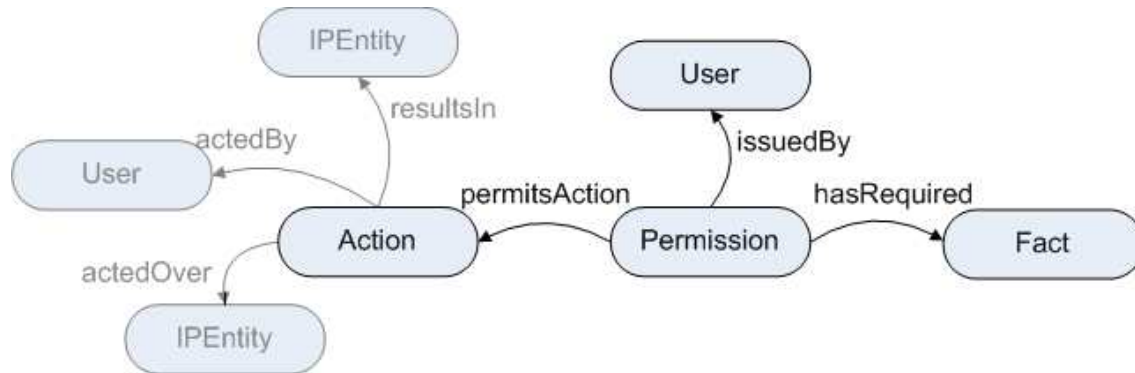 IPEntity
User
resultsIn
actedBy
issuedBy
User
permitsAction
hasRequired
Action
Permission
Fact
actedOver
IPEntity